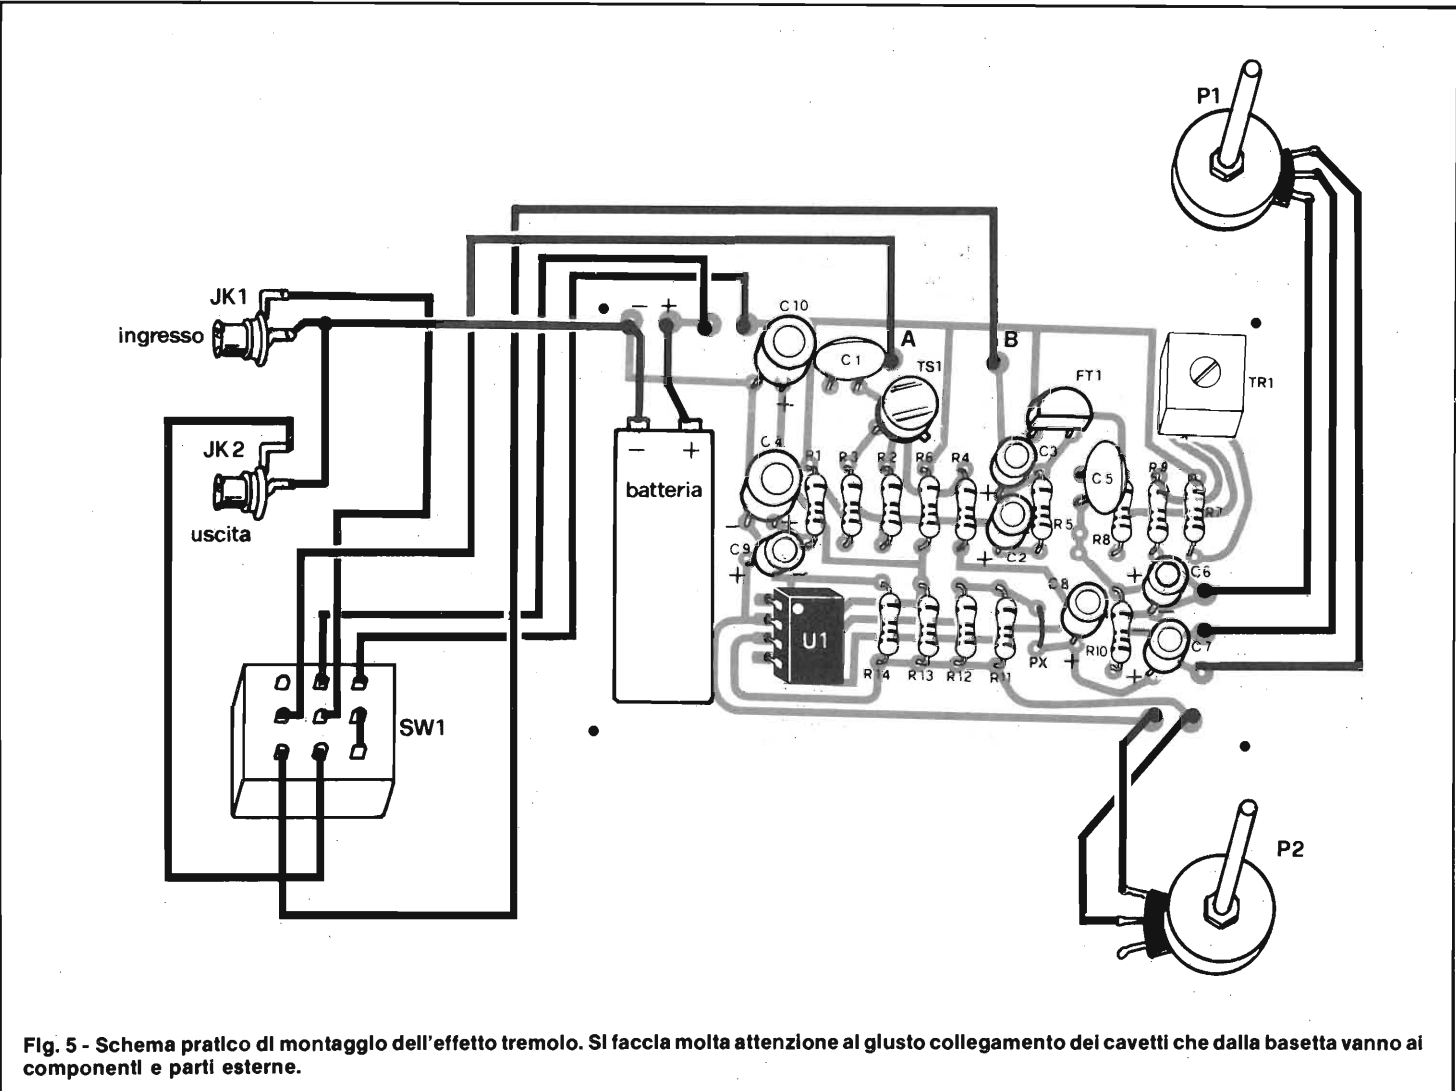 P1
JK1
ingresso
JK2
uscita
SW1
− +
C10
A
B
C1
TS1
FT1
TR1
+
− +
batteria
C4
R1
R3
R2
R6
R4
C3
C5
R9
R7
+
R5
R8
− +
C9
+ −
+
C2
C8
+
C6
−
U1
R14
R13
R12
R11
PX
+
R10
+
C7
P2
Fig. 5 - Schema pratico di montaggio dell'effetto tremolo. Si faccia molta attenzione al giusto collegamento dei cavetti che dalla basetta vanno ai
componenti e parti esterne.